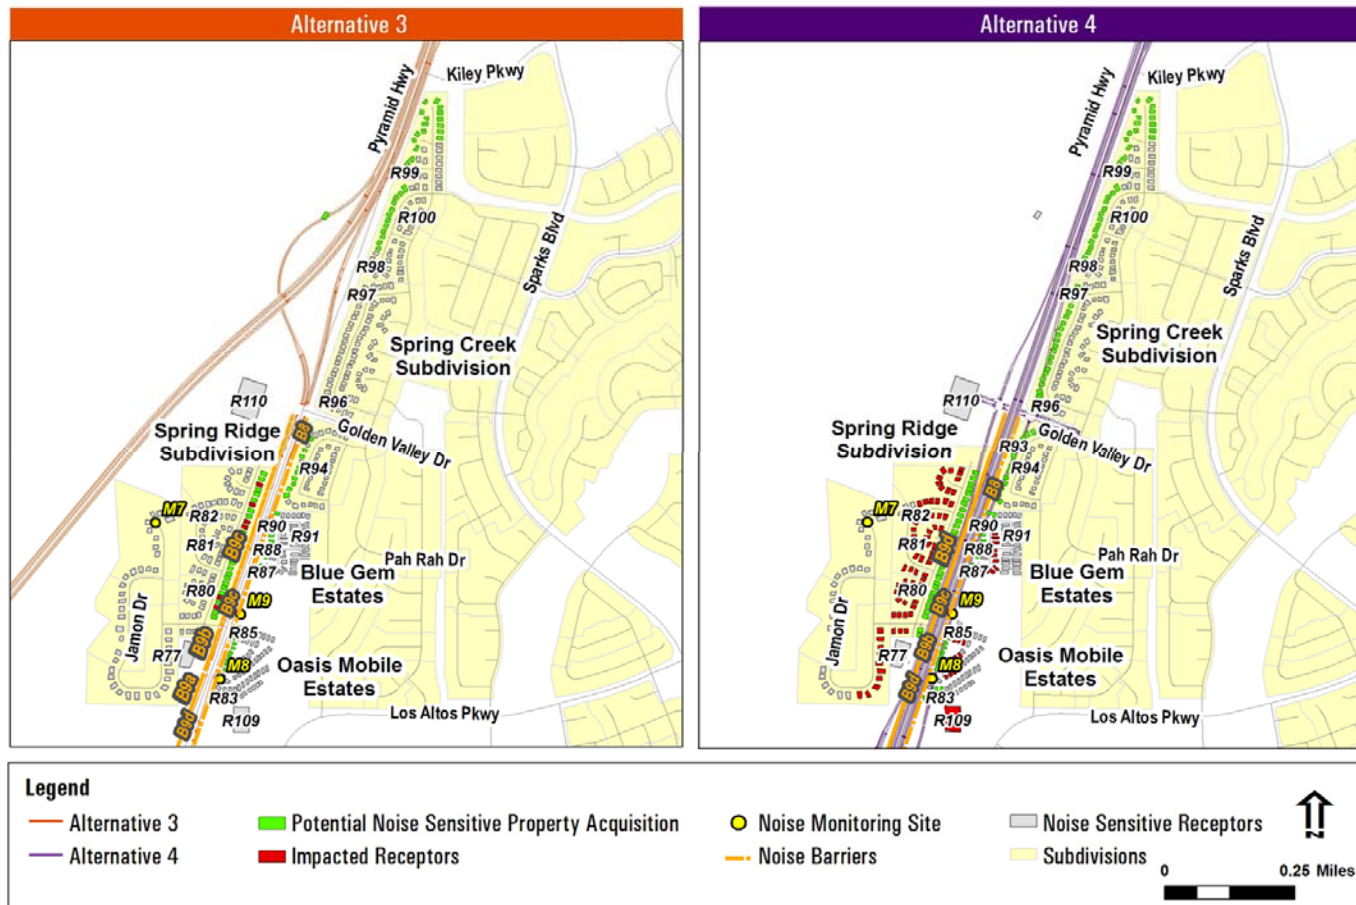 Alternative 3
Kiley Pkwy
Pyramid Hwy
R99
R100
Sparks Blvd
R98
R97
Spring Creek
Subdivision
R110
R96
Spring Ridge
Subdivision
B8
Golden Valley Dr
R94
M7
R82
R90
R81
B9c
R88
R91
R87
Pah Rah Dr
R80
B9c
M9
Blue Gem
Estates
Jamon Dr
B9b
R85
R77
M8
Oasis Mobile
Estates
B9a
R83
B9d
R109
Los Altos Pkwy
Alternative 4
Kiley Pkwy
Pyramid Hwy
R99
R100
Sparks Blvd
R98
R97
Spring Creek
Subdivision
R110
R96
Spring Ridge
Subdivision
R93
Golden Valley Dr
R94
B8
M7
R82
R90
R81
B9d
R88
R91
R87
Pah Rah Dr
R80
B9c
M9
Blue Gem
Estates
Jamon Dr
R85
R77
B9b
M8
Oasis Mobile
Estates
B9d
R83
R109
Los Altos Pkwy
Legend
Alternative 3
Potential Noise Sensitive Property Acquisition
Noise Monitoring Site
Noise Sensitive Receptors
Alternative 4
Impacted Receptors
Noise Barriers
Subdivisions
N
0
0.25 Miles